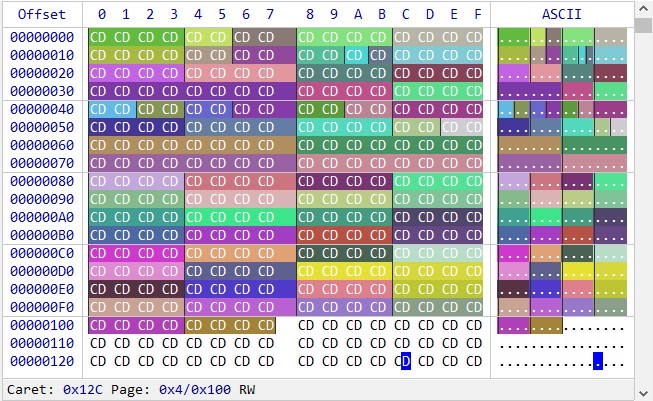 Offset 0 1 2 3 4 5 6 7 8 9 A B C D E F ASCII
00000000 CD CD CD CD CD CD CD CD CD CD CD CD CD CD CD CD ................
00000010 CD CD CD CD CD CD CD CD CD CD CD CD CD CD CD CD ................
00000020 CD CD CD CD CD CD CD CD CD CD CD CD CD CD CD CD ................
00000030 CD CD CD CD CD CD CD CD CD CD CD CD CD CD CD CD ................
00000040 CD CD CD CD CD CD CD CD CD CD CD CD CD CD CD CD ................
00000050 CD CD CD CD CD CD CD CD CD CD CD CD CD CD CD CD ................
00000060 CD CD CD CD CD CD CD CD CD CD CD CD CD CD CD CD ................
00000070 CD CD CD CD CD CD CD CD CD CD CD CD CD CD CD CD ................
00000080 CD CD CD CD CD CD CD CD CD CD CD CD CD CD CD CD ................
00000090 CD CD CD CD CD CD CD CD CD CD CD CD CD CD CD CD ................
000000A0 CD CD CD CD CD CD CD CD CD CD CD CD CD CD CD CD ................
000000B0 CD CD CD CD CD CD CD CD CD CD CD CD CD CD CD CD ................
000000C0 CD CD CD CD CD CD CD CD CD CD CD CD CD CD CD CD ................
000000D0 CD CD CD CD CD CD CD CD CD CD CD CD CD CD CD CD ................
000000E0 CD CD CD CD CD CD CD CD CD CD CD CD CD CD CD CD ................
000000F0 CD CD CD CD CD CD CD CD CD CD CD CD CD CD CD CD ................
00000100 CD CD CD CD CD CD CD CD CD CD CD CD CD CD CD CD ................
00000110 CD CD CD CD CD CD CD CD CD CD CD CD CD CD CD CD ................
00000120 CD CD CD CD CD CD CD CD CD CD CD CD CD CD CD CD ................
Caret: 0x12C Page: 0x4/0x100 RW